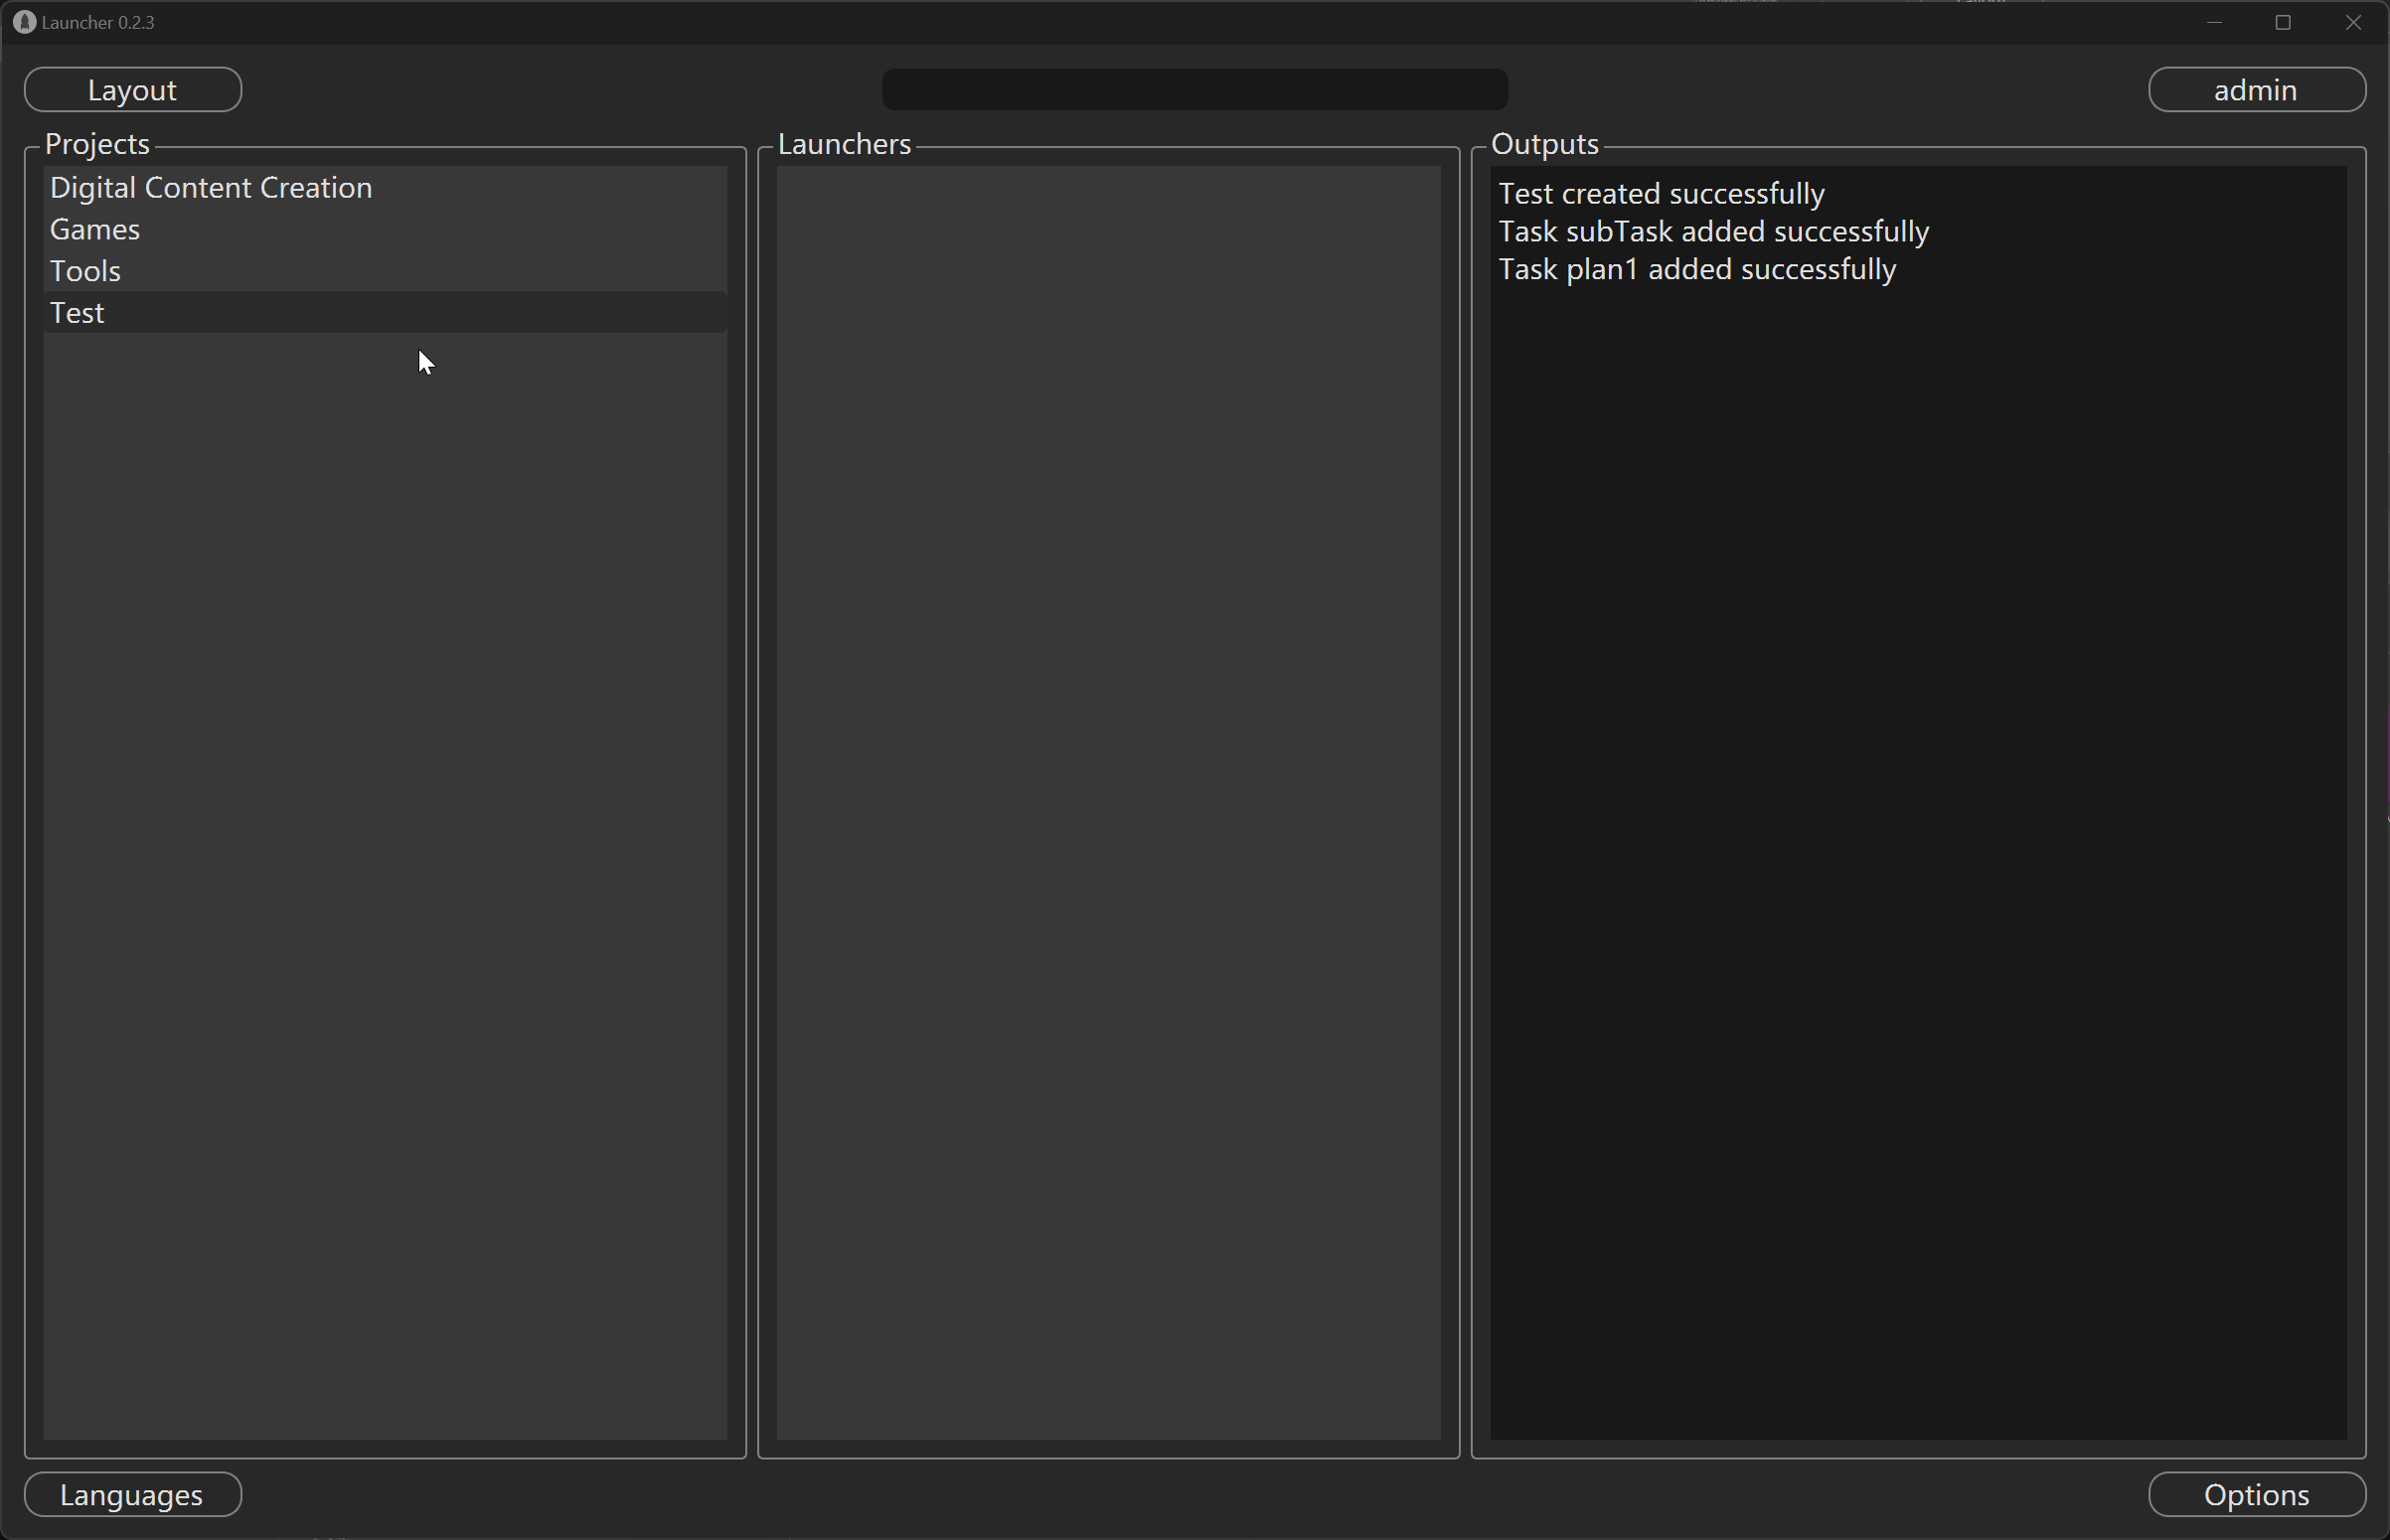 Launcher 0.2.3
Layout
admin
Projects
Digital Content Creation
Games
Tools
Test
Launchers
Outputs
Test created successfully
Task subTask added successfully
Task plan1 added successfully
Languages
Options